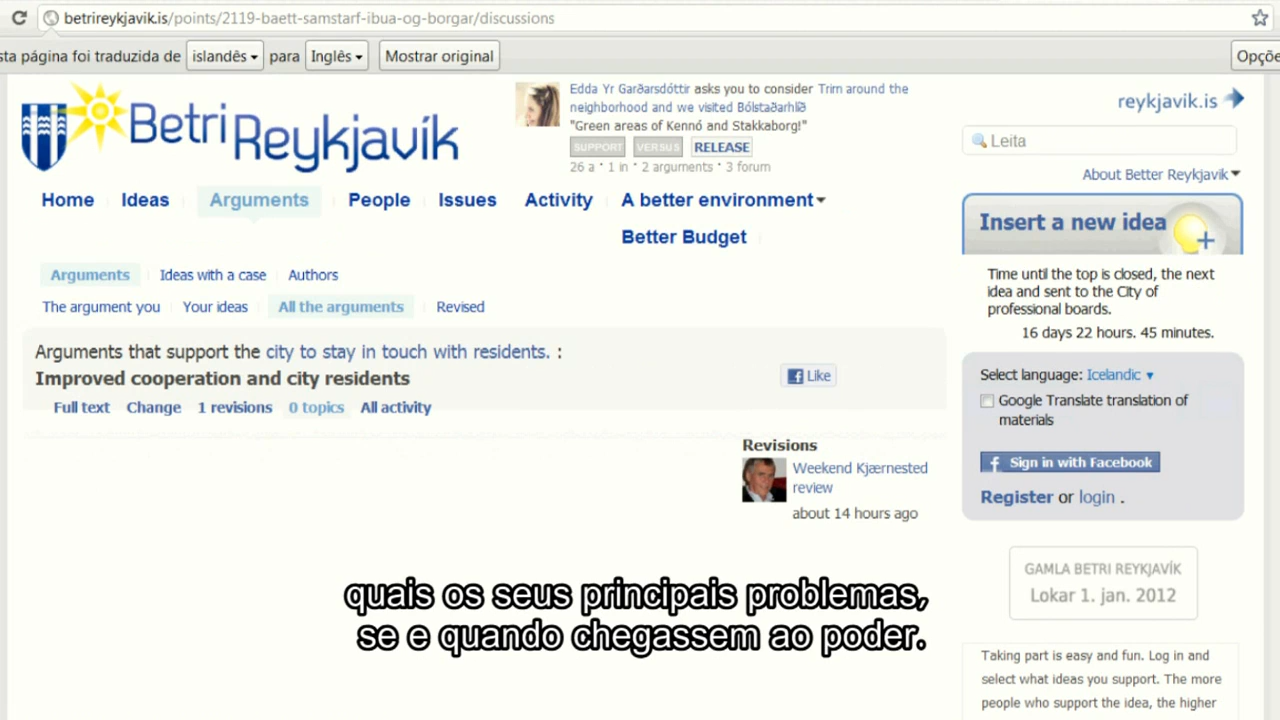 betrireykjavik.is/points/2119-baett-samstarf-ibua-og-borgar/discussions
sta página foi traduzida de islandês para Inglês Mostrar original Opçõe
Betri Reykjavík
Edda Yr Garðarsdóttir asks you to consider Trim around the
neighborhood and we visited Bólstaðarhlíð
"Green areas of Kennó and Stakkaborg!"
SUPPORT VERSUS RELEASE
26 a · 1 in · 2 arguments · 3 forum
reykjavik.is
Leita
About Better Reykjavik
Home Ideas Arguments People Issues Activity A better environment
Better Budget
Insert a new idea
Time until the top is closed, the next
idea and sent to the City of
professional boards.
16 days 22 hours. 45 minutes.
Arguments Ideas with a case Authors
The argument you Your ideas All the arguments Revised
Arguments that support the city to stay in touch with residents. :
Improved cooperation and city residents
Like
Full text Change 1 revisions 0 topics All activity
Select language: Icelandic
Google Translate translation of
materials
Sign in with Facebook
Register or login .
Revisions
Weekend Kjærnested
review
about 14 hours ago
GAMLA BETRI REYKJAVÍK
Lokar 1. jan. 2012
quais os seus principais problemas,
se e quando chegassem ao poder.
Taking part is easy and fun. Log in and
select what ideas you support. The more
people who support the idea, the higher